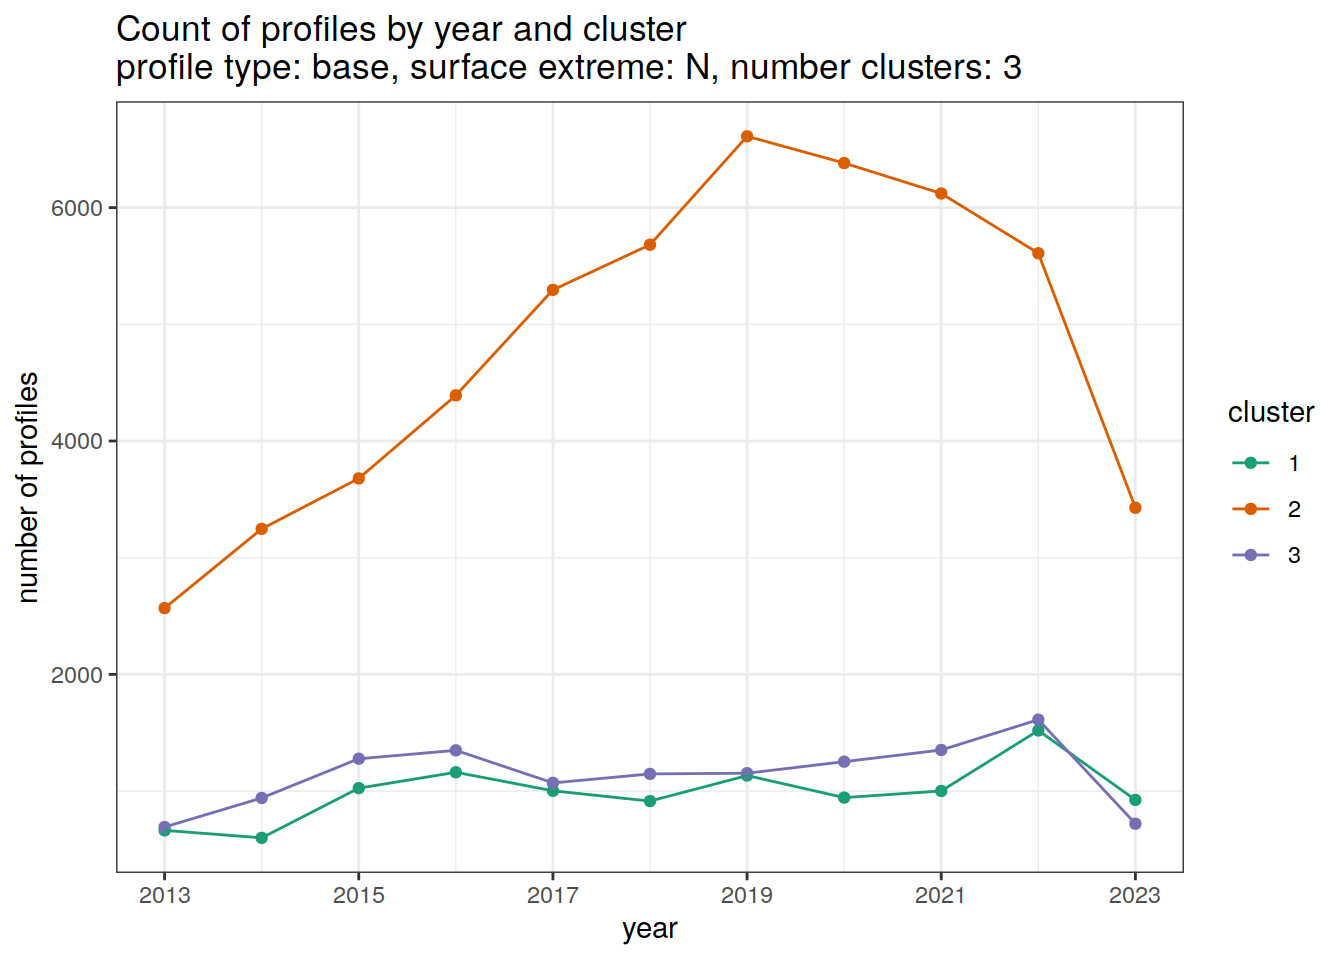 Count of profiles by year and cluster
profile type: base, surface extreme: N, number clusters: 3
number of profiles
6000
4000
2000
2013 2015 2017 2019 2021 2023
year
cluster
1
2
3